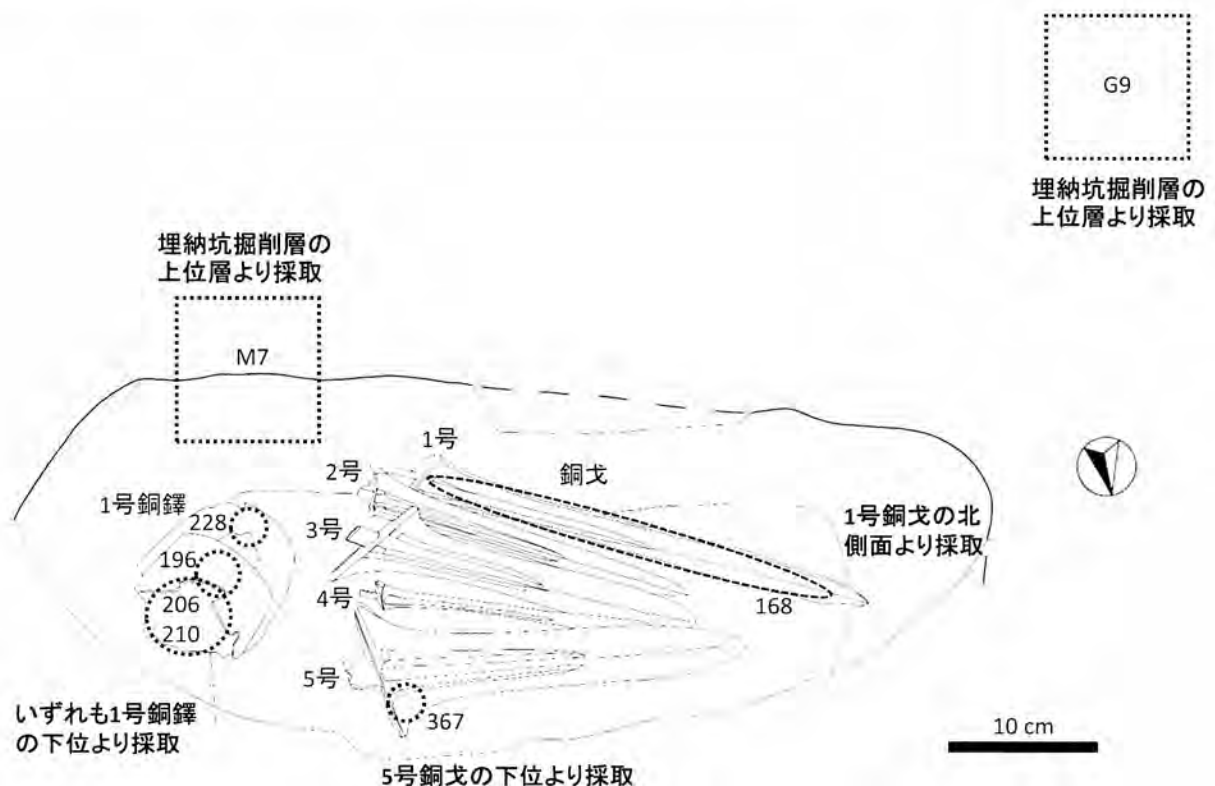 G9
埋納坑掘削層の
上位層より採取
埋納坑掘削層の
上位層より採取
M7
1号
2号
銅戈
1号銅鐸
228
3号
1号銅戈の北
側面より採取
196
4号
168
206
210
5号
367
いずれも1号銅鐸
の下位より採取
10 cm
5号銅戈の下位より採取